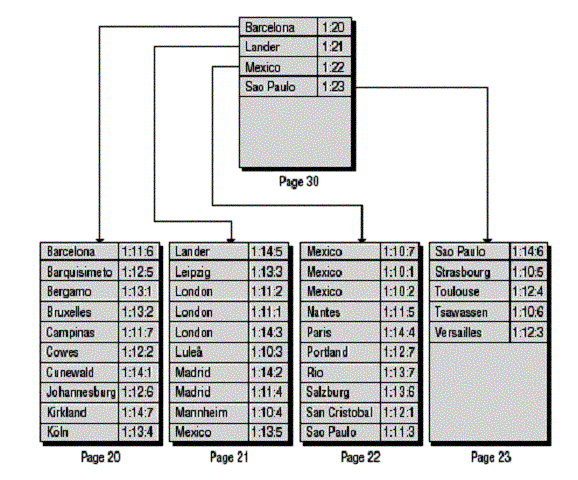 Barcelona 1:20
Lander 1:21
Mexico 1:22
Sao Paulo 1:23
Page 30
Barcelona 1:11:6
Barquisimeto 1:12:5
Bergamo 1:13:1
Bruxelles 1:13:2
Campinas 1:11:7
Cowes 1:12:2
Cunewald 1:14:1
Johannesburg 1:12:6
Kirkland 1:14:7
Köln 1:13:4
Page 20
Lander 1:14:5
Leipzig 1:13:3
London 1:11:2
London 1:11:1
London 1:14:3
Luleå 1:10:3
Madrid 1:14:2
Madrid 1:11:4
Mannheim 1:10:4
Mexico 1:13:5
Page 21
Mexico 1:10:7
Mexico 1:10:1
Mexico 1:10:2
Nantes 1:11:5
Paris 1:14:4
Portland 1:12:7
Rio 1:13:7
Salzburg 1:13:6
San Cristobal 1:12:1
Sao Paulo 1:11:3
Page 22
Sao Paulo 1:14:6
Strasbourg 1:10:5
Toulouse 1:12:4
Tsawassen 1:10:6
Versailles 1:12:3
Page 23